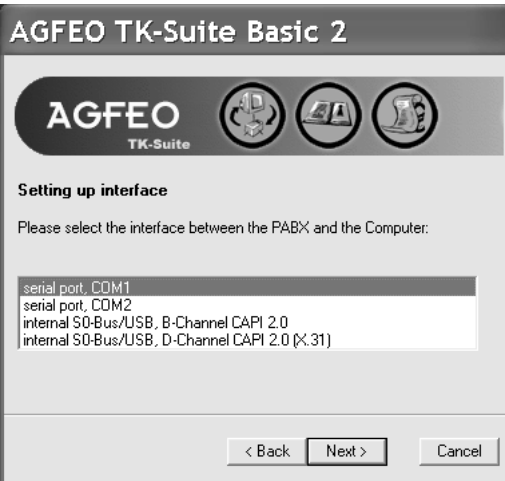 AGFEO TK-Suite Basic 2
AGFEO
TK-Suite
Setting up interface
Please select the interface between the PABX and the Computer:
serial port, COM1
serial port, COM2
internal S0-Bus/USB, B-Channel CAPI 2.0
internal S0-Bus/USB, D-Channel CAPI 2.0 (X.31)
< Back Next > Cancel